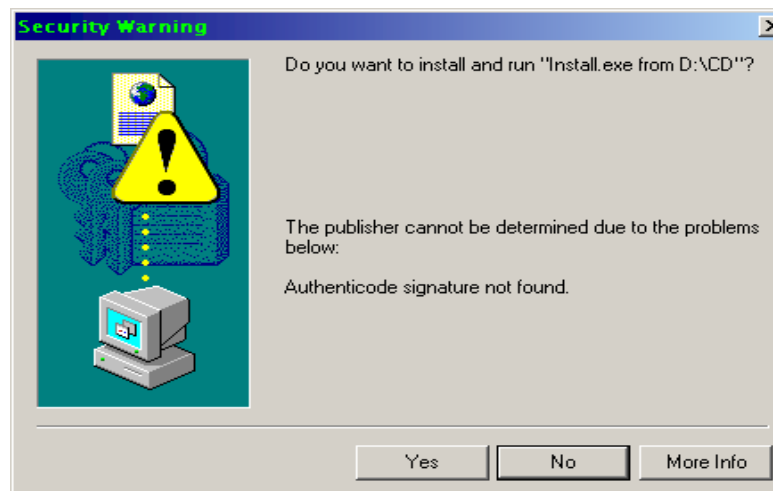 Security Warning
Do you want to install and run "Install.exe from D:\CD"?
The publisher cannot be determined due to the problems
below:
Authenticode signature not found.
Yes
No
More Info